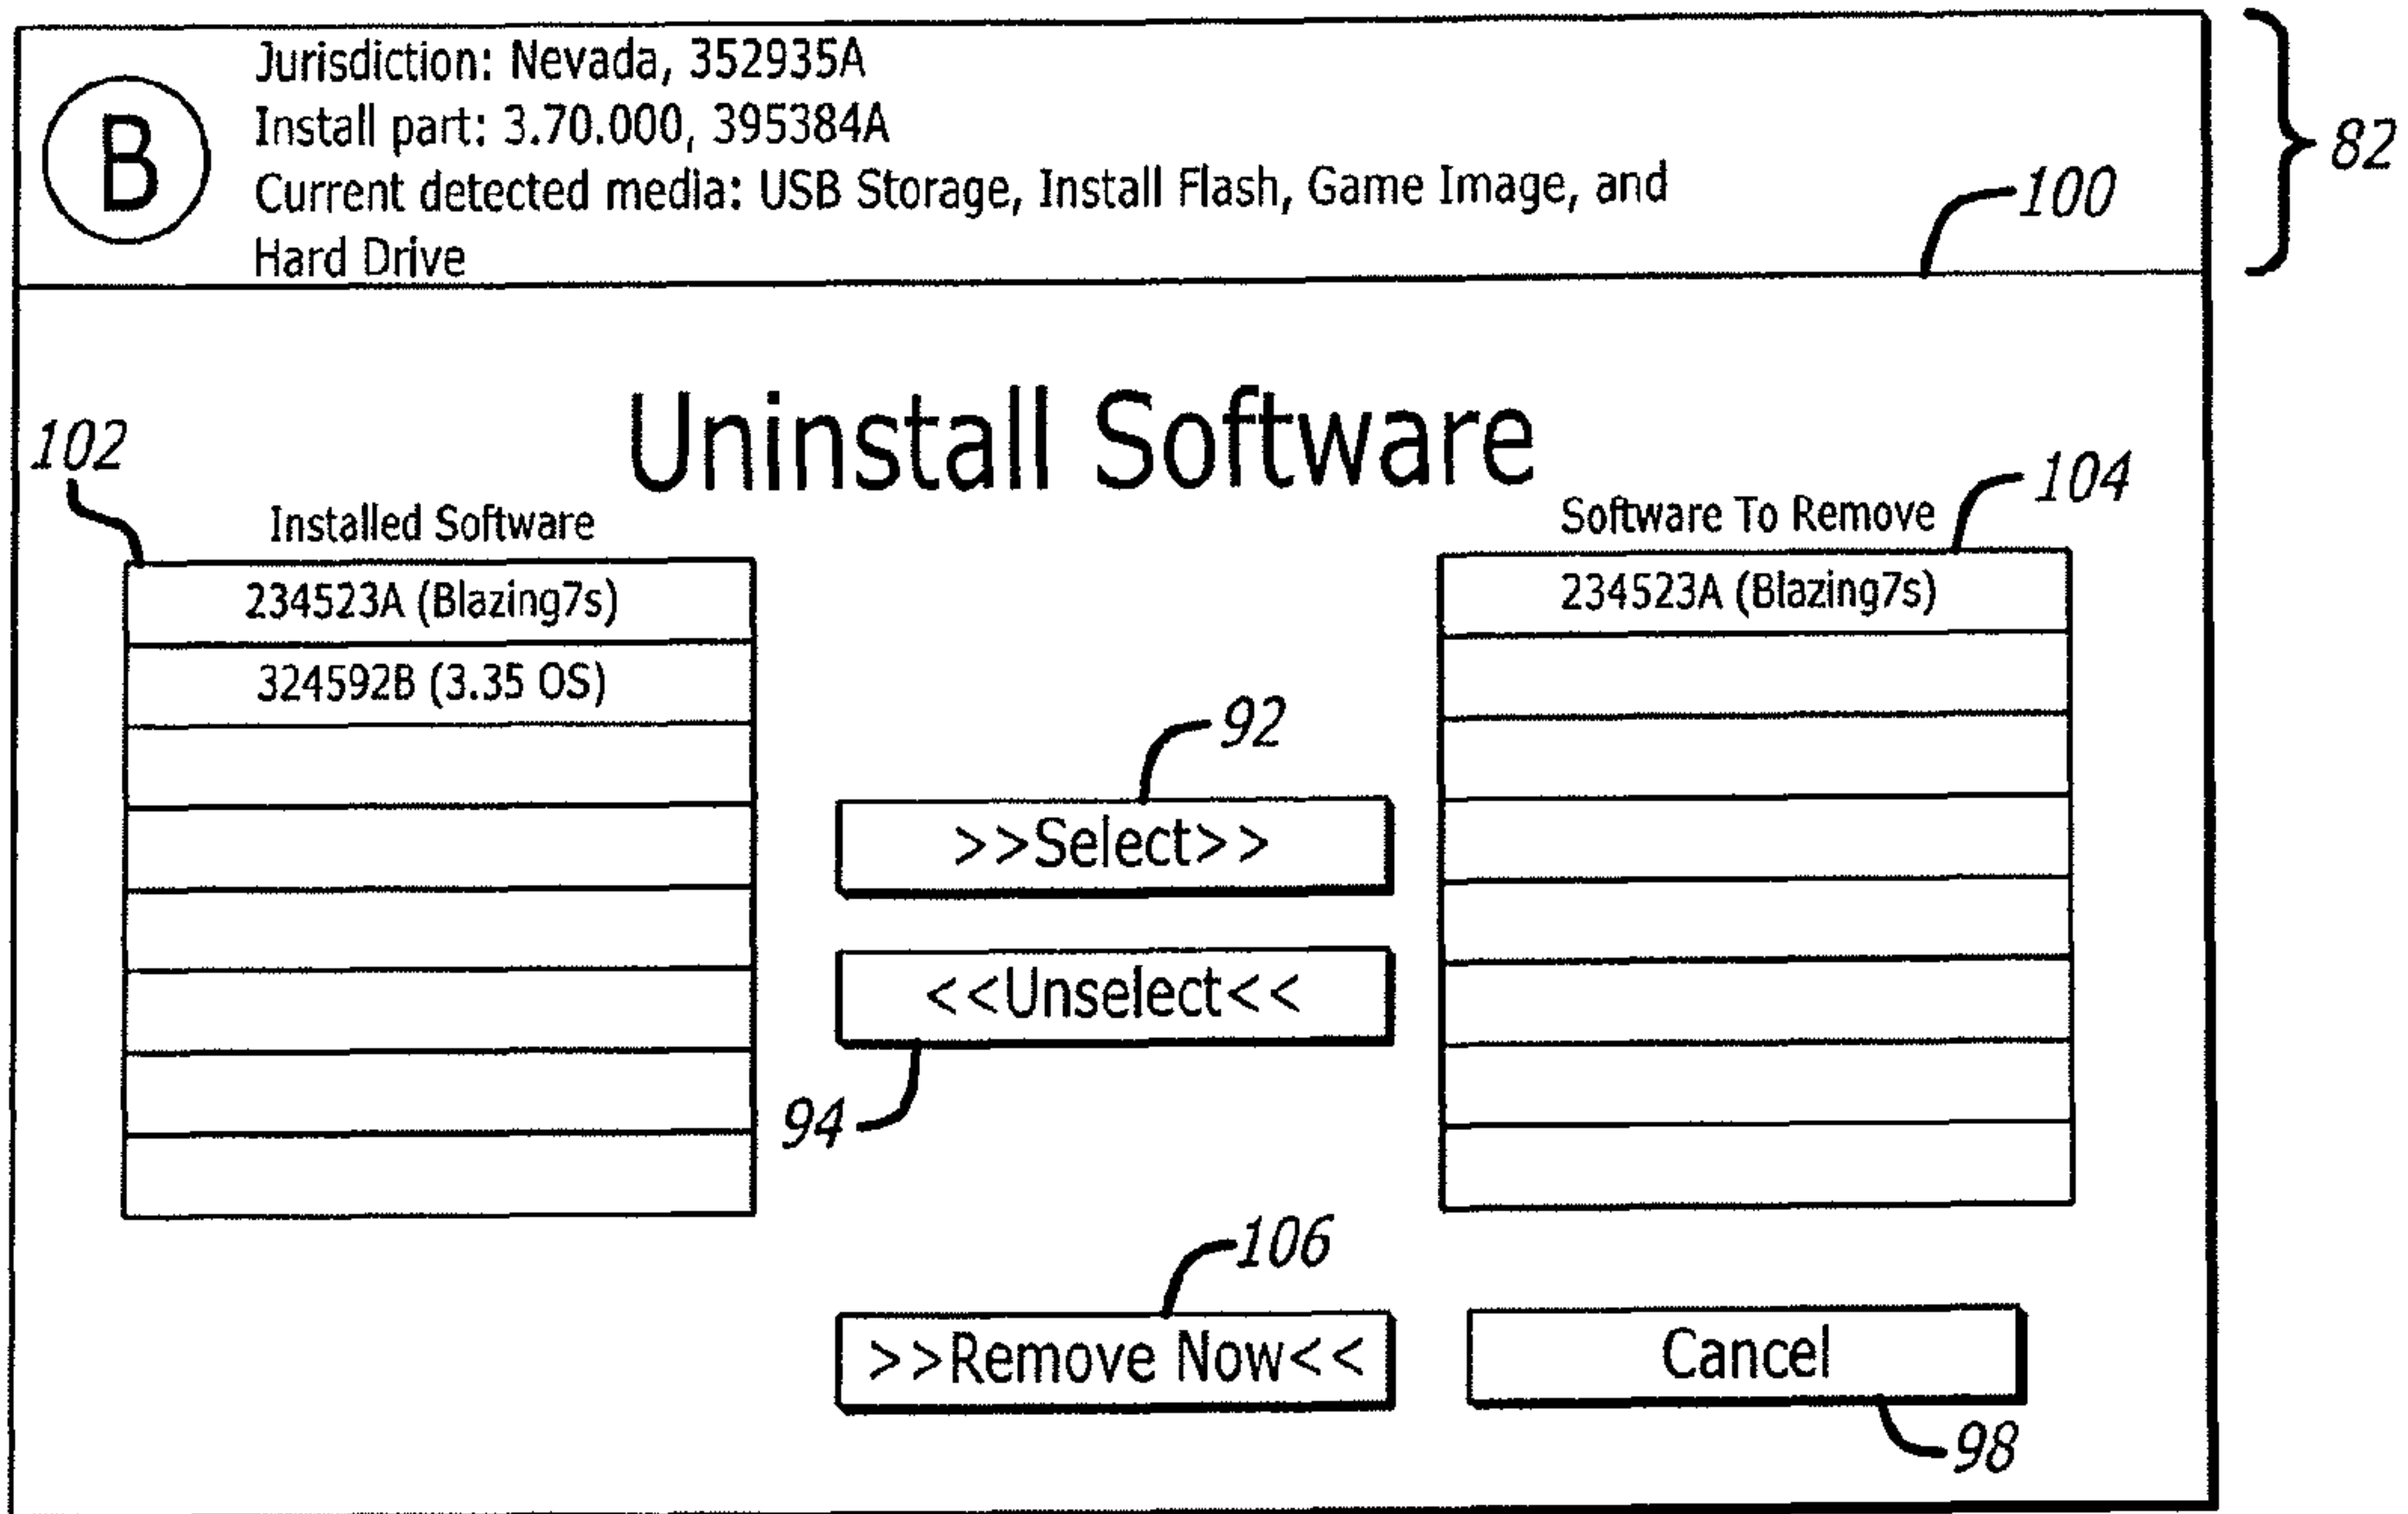 B
Jurisdiction: Nevada, 352935A
Install part: 3.70.000, 395384A
Current detected media: USB Storage, Install Flash, Game Image, and
Hard Drive
82
100
Uninstall Software
102
104
Installed Software
Software To Remove
234523A (Blazing7s)
234523A (Blazing7s)
324592B (3.35 OS)
92
>>Select>>
<<Unselect<<
94
106
>>Remove Now<<
Cancel
98